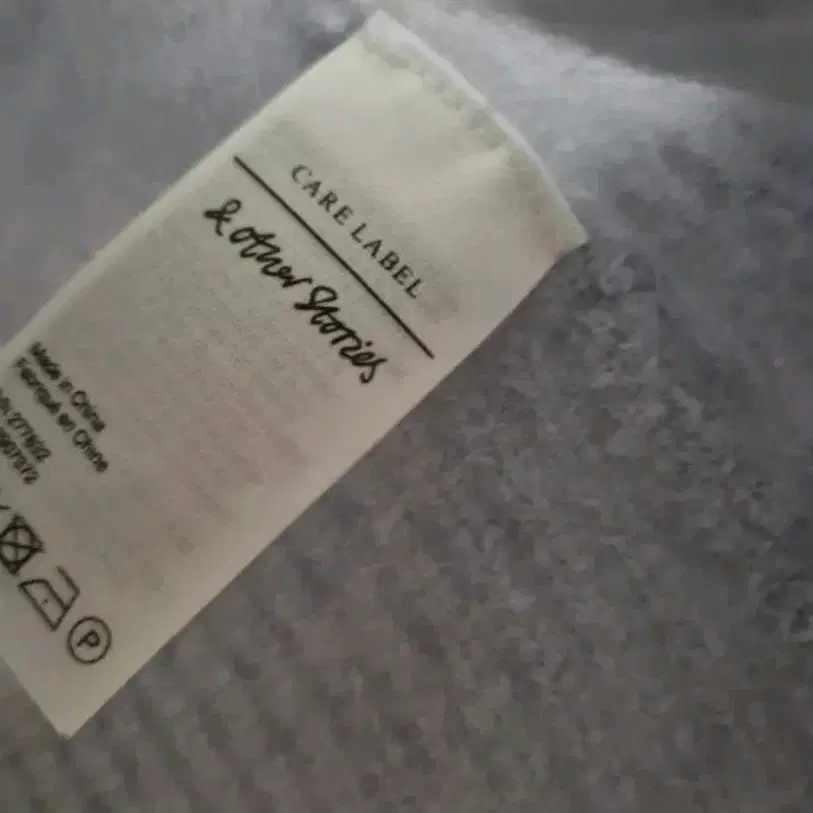 CARE LABEL
& other Stories
Made in China
Fabriqué en Chine
P